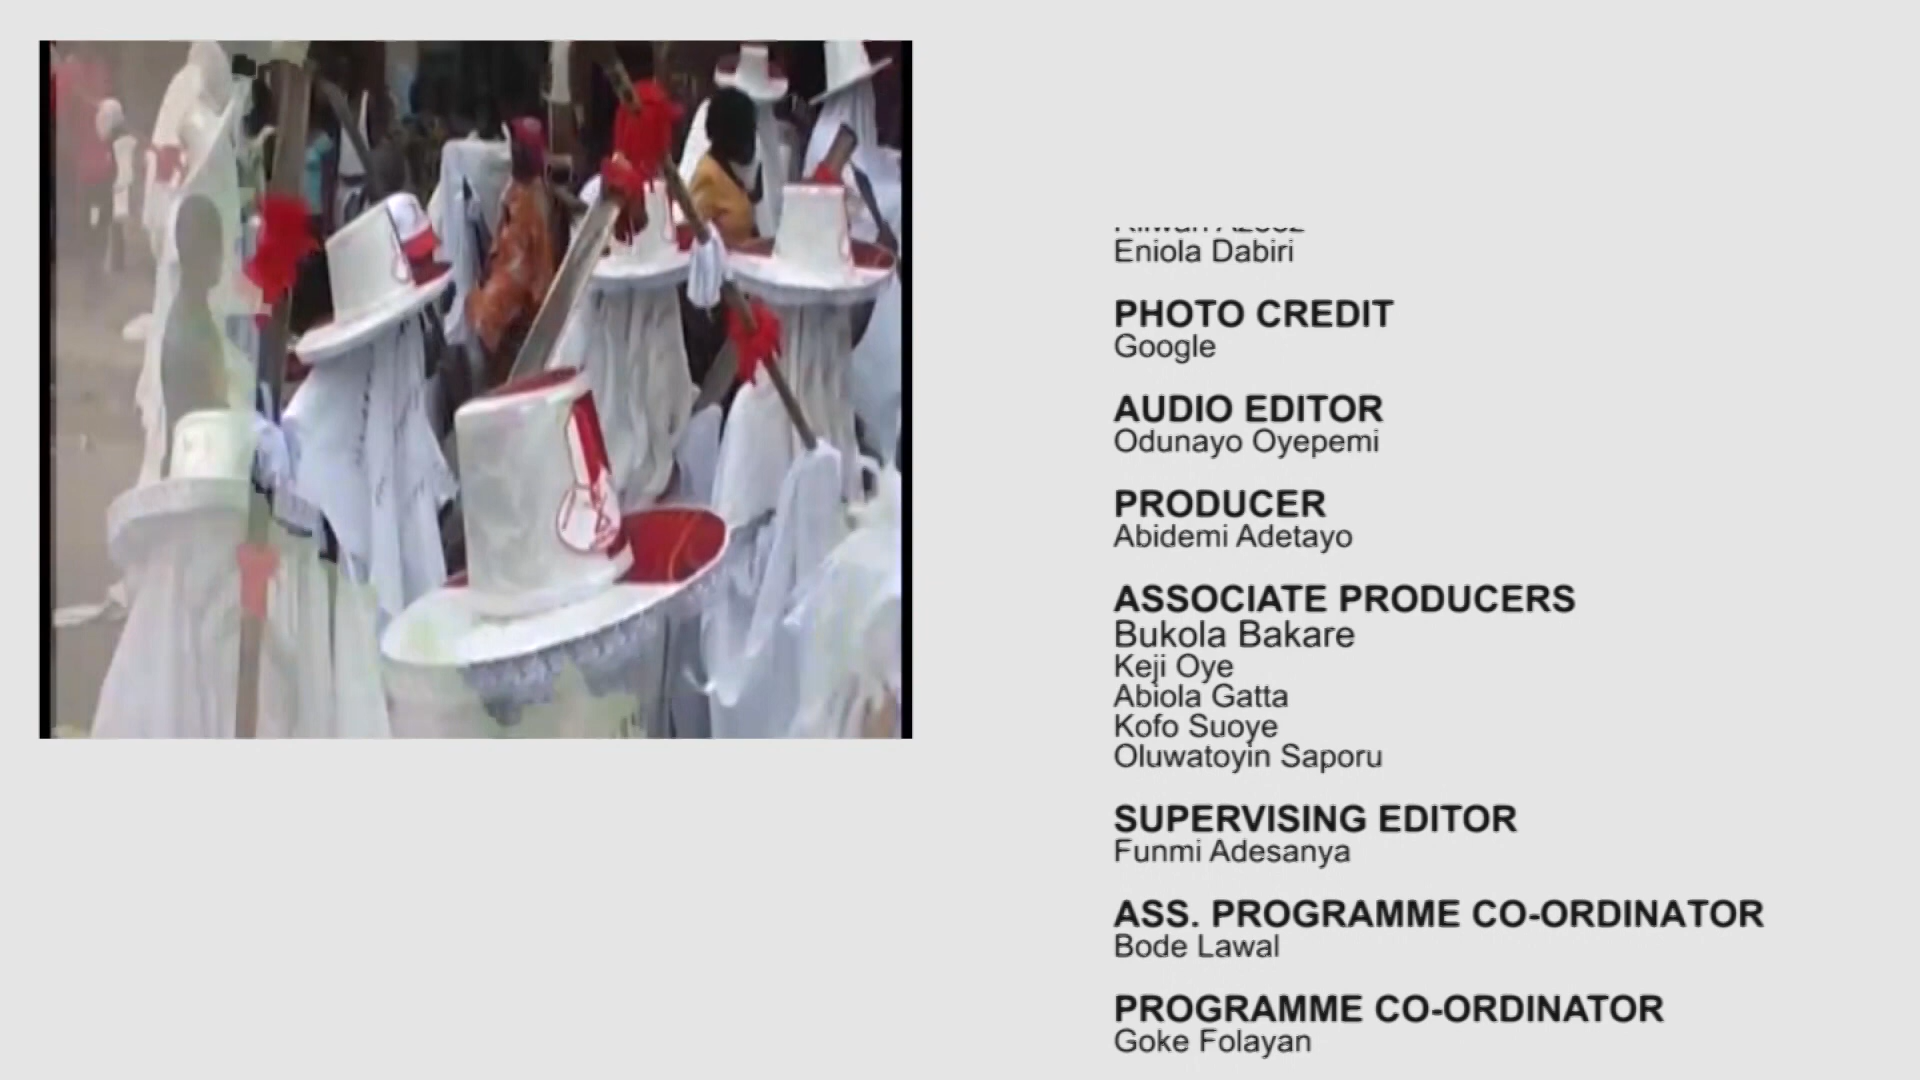 Eniola Dabiri
PHOTO CREDIT
Google
AUDIO EDITOR
Odunayo Oyepemi
PRODUCER
Abidemi Adetayo
ASSOCIATE PRODUCERS
Bukola Bakare
Keji Oye
Abiola Gatta
Kofo Suoye
Oluwatoyin Saporu
SUPERVISING EDITOR
Funmi Adesanya
ASS. PROGRAMME CO-ORDINATOR
Bode Lawal
PROGRAMME CO-ORDINATOR
Goke Folayan